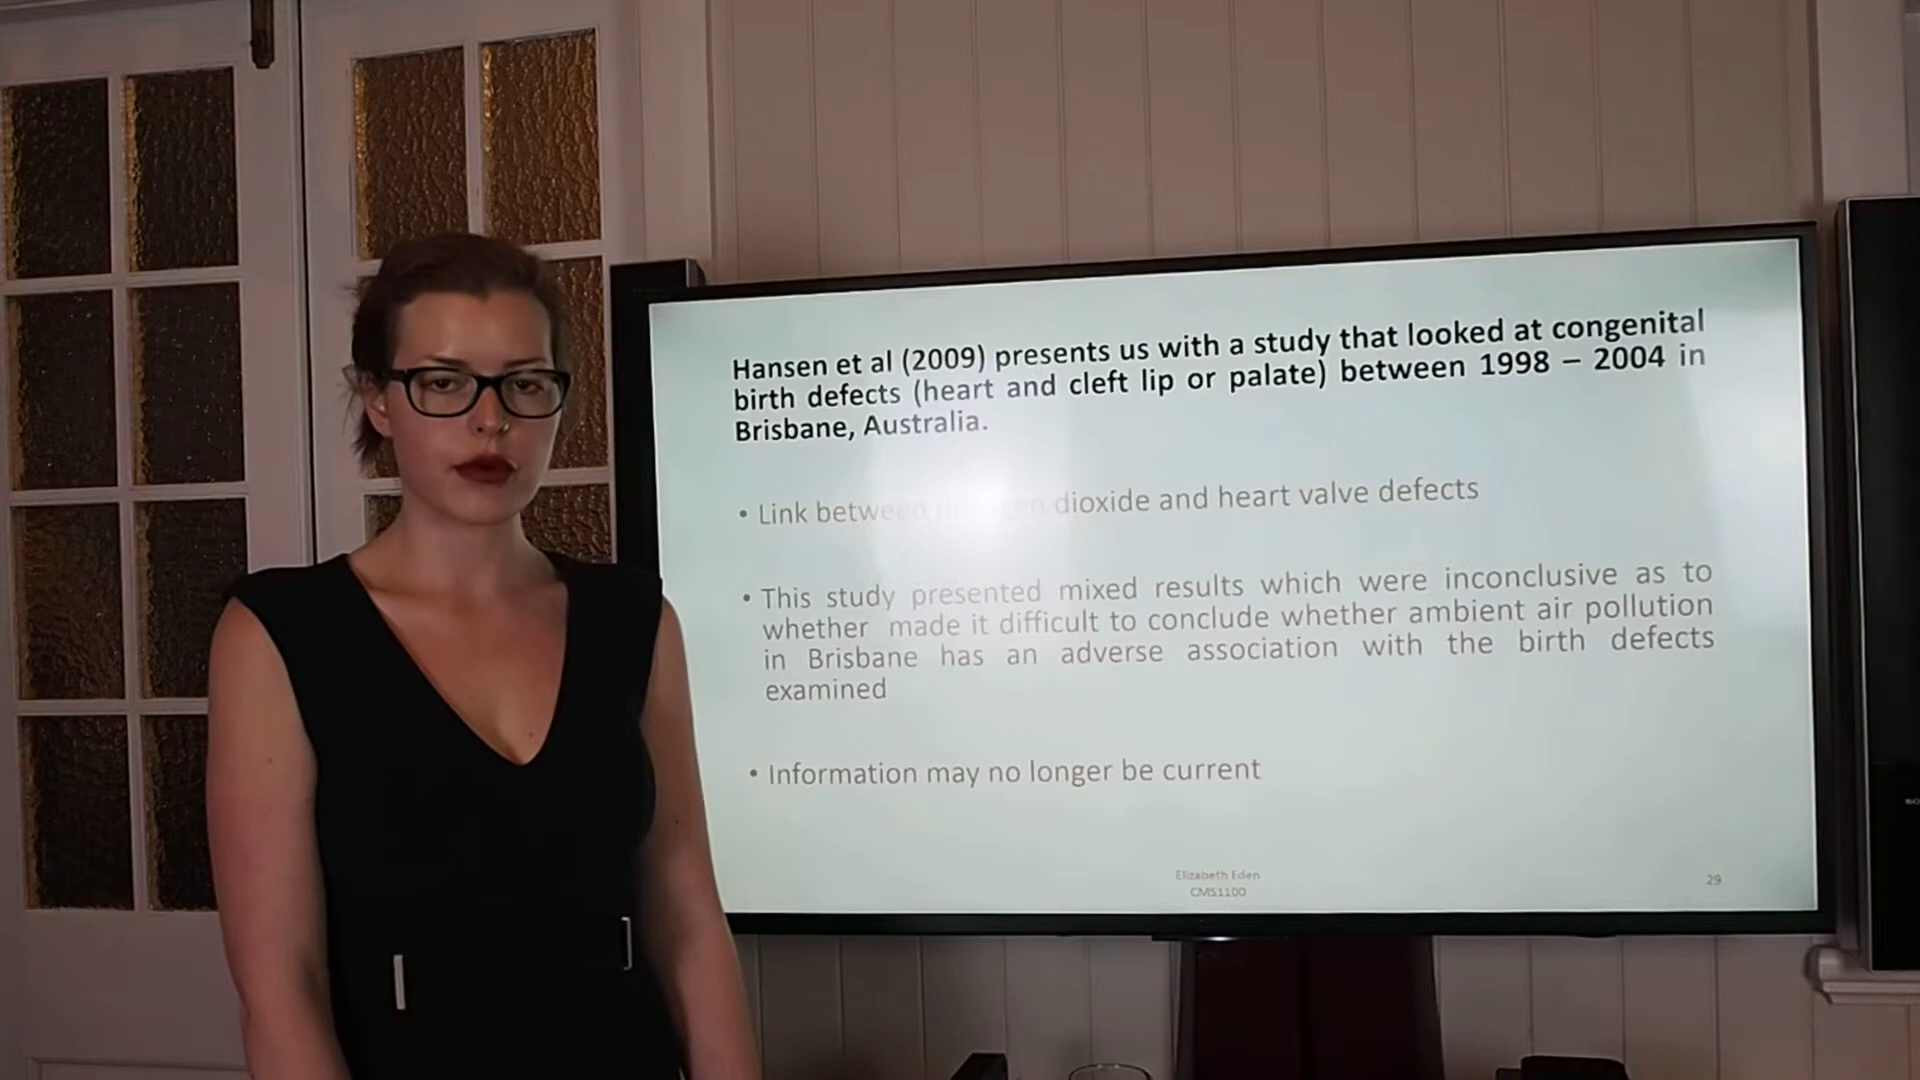 Hansen et al (2009) presents us with a study that looked at congenital
birth defects (heart and cleft lip or palate) between 1998 – 2004 in
Brisbane, Australia.
• Link between dioxide and heart valve defects
• This study presented mixed results which were inconclusive as to
whether made it difficult to conclude whether ambient air pollution
in Brisbane has an adverse association with the birth defects
examined
• Information may no longer be current
Elizabeth Eden
CMS1100
29